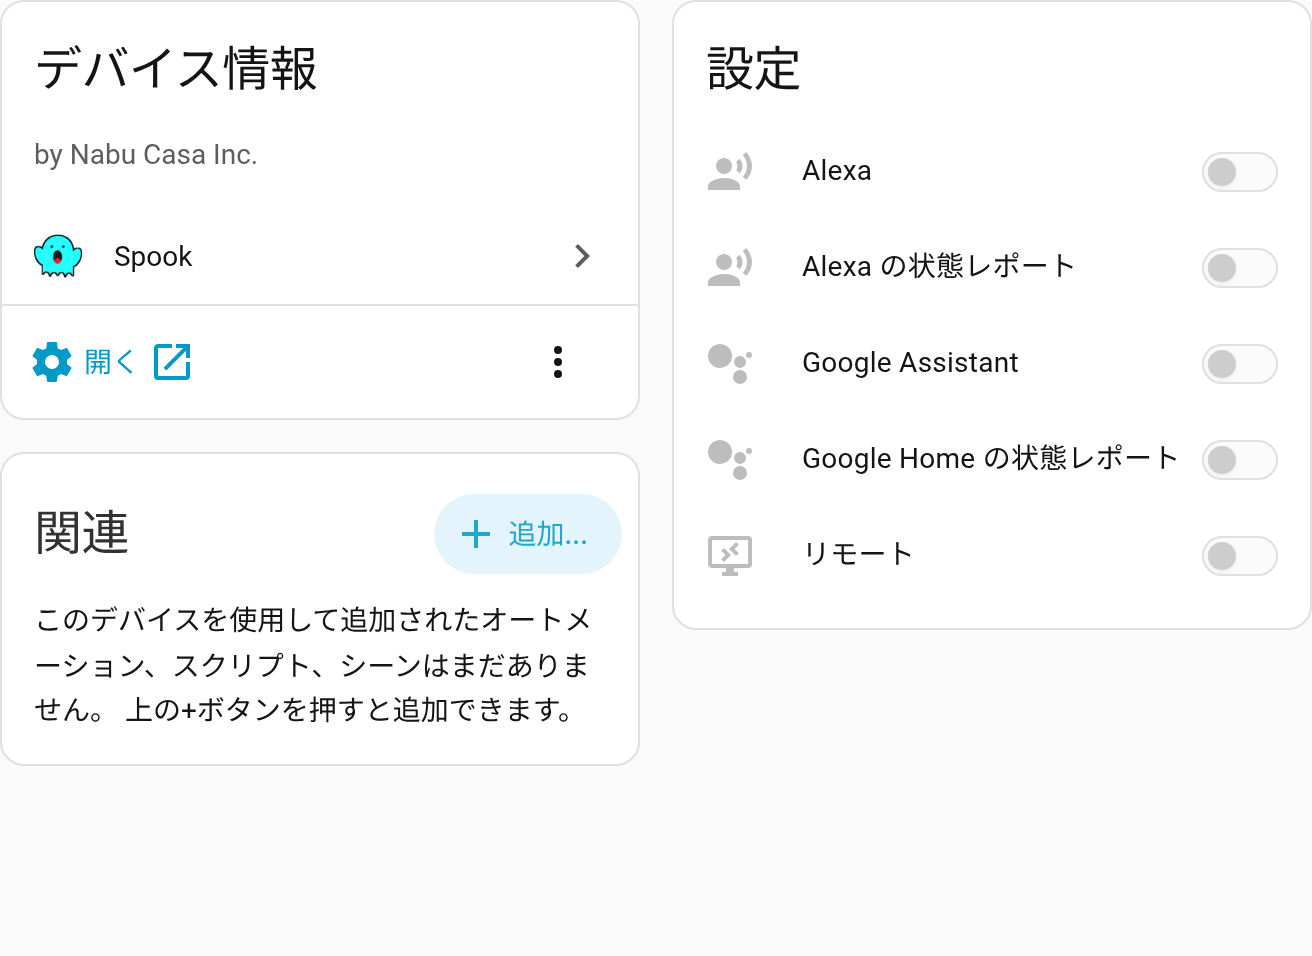 デバイス情報
by Nabu Casa Inc.
Spook
開く
関連
追加...
このデバイスを使用して追加されたオートメ
ーション、スクリプト、シーンはまだありま
せん。 上の+ボタンを押すと追加できます。
設定
Alexa
Alexa の状態レポート
Google Assistant
Google Home の状態レポート
リモート